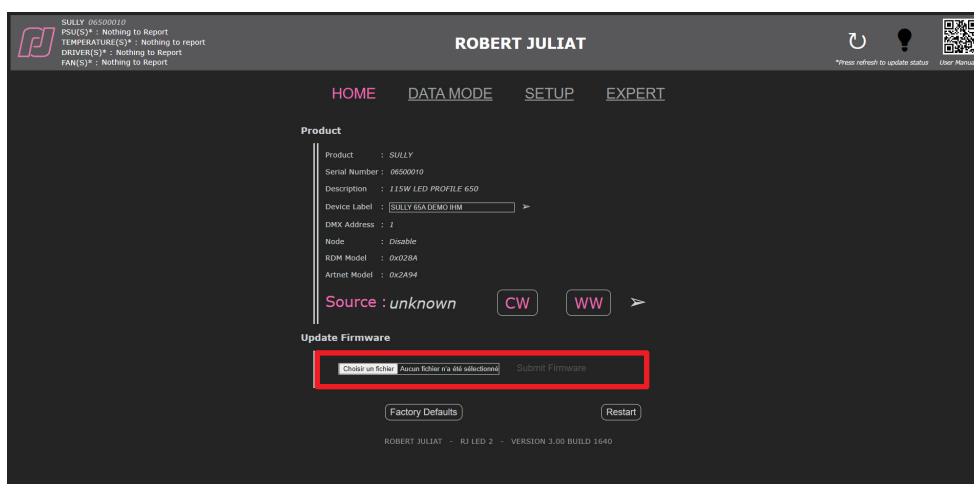 SULLY 06500010
PSU(S)* : Nothing to Report
TEMPERATURE(S)* : Nothing to report
DRIVER(S)* : Nothing to Report
FAN(S)* : Nothing to Report
ROBERT JULIAT
*Press refresh to update status
User Manual
HOME DATA MODE SETUP EXPERT
Product
Product : SULLY
Serial Number : 06500010
Description : 115W LED PROFILE 650
Device Label : SULLY 65A DEMO IHM ➢
DMX Address : 1
Node : Disable
RDM Model : 0x028A
Artnet Model : 0x2A94
Source : unknown CW WW ➢
Update Firmware
Choisir un fichier Aucun fichier n'a été sélectionné Submit Firmware
Factory Defaults Restart
ROBERT JULIAT - RJ LED 2 - VERSION 3.00 BUILD 1640